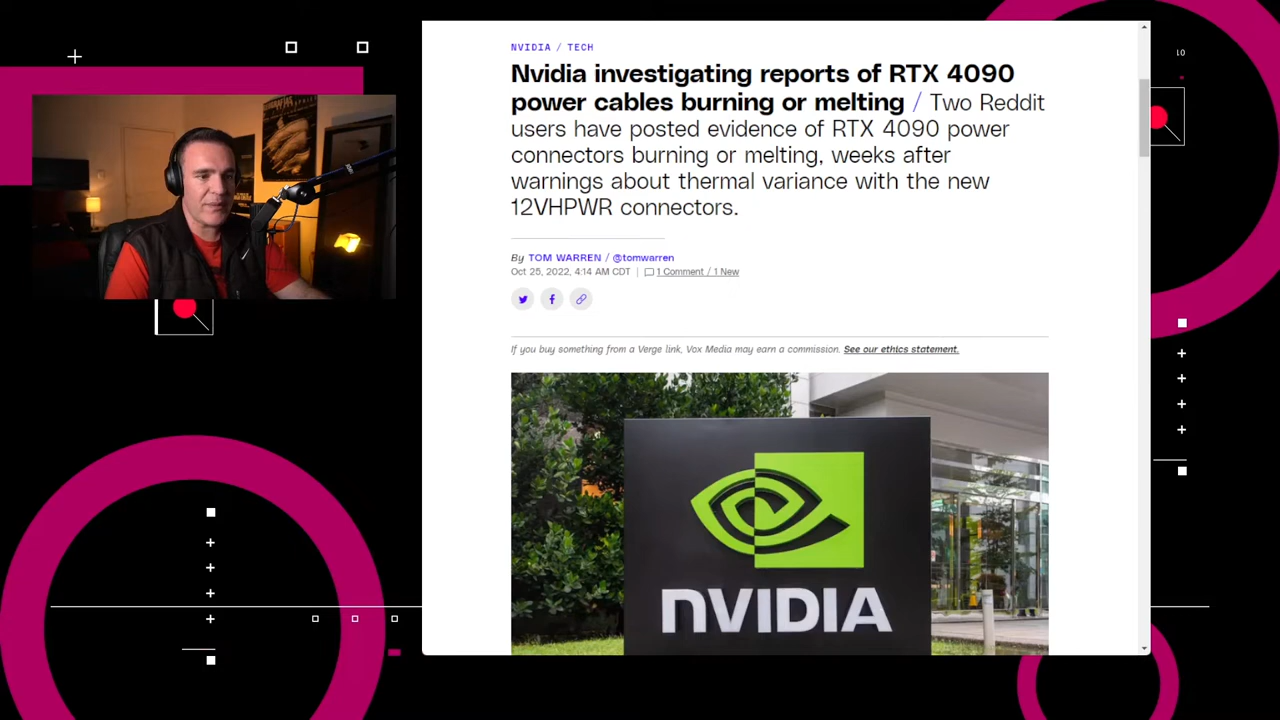 NVIDIA / TECH
Nvidia investigating reports of RTX 4090
power cables burning or melting / Two Reddit
users have posted evidence of RTX 4090 power
connectors burning or melting, weeks after
warnings about thermal variance with the new
12VHPWR connectors.
By TOM WARREN / @tomwarren
Oct 25, 2022, 4:14 AM CDT | 1 Comment / 1 New
If you buy something from a Verge link, Vox Media may earn a commission. See our ethics statement.
NVIDIA